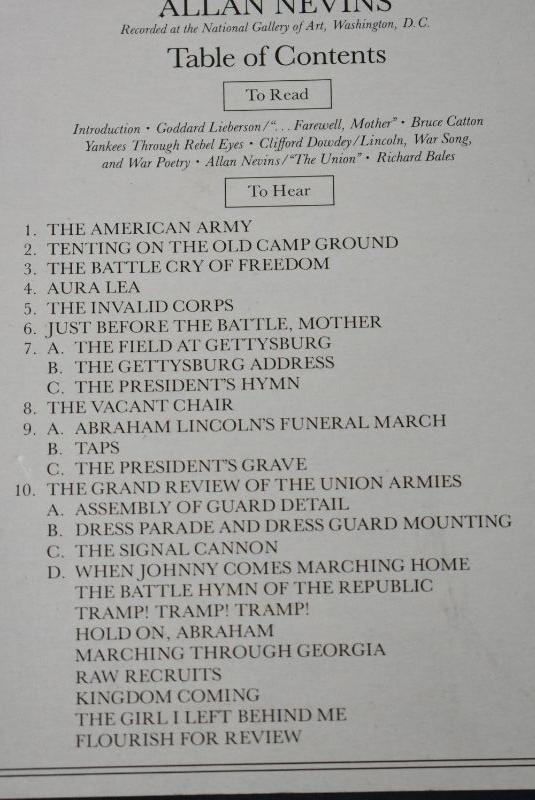 ALLAN NEVINS
Recorded at the National Gallery of Art, Washington, D.C.
Table of Contents
To Read
Introduction • Goddard Lieberson/“. . . Farewell, Mother” • Bruce Catton
Yankees Through Rebel Eyes • Clifford Dowdey/Lincoln, War Song,
and War Poetry • Allan Nevins/“The Union” • Richard Bales
To Hear
1. THE AMERICAN ARMY
2. TENTING ON THE OLD CAMP GROUND
3. THE BATTLE CRY OF FREEDOM
4. AURA LEA
5. THE INVALID CORPS
6. JUST BEFORE THE BATTLE, MOTHER
7. A. THE FIELD AT GETTYSBURG
B. THE GETTYSBURG ADDRESS
C. THE PRESIDENT'S HYMN
8. THE VACANT CHAIR
9. A. ABRAHAM LINCOLN'S FUNERAL MARCH
B. TAPS
C. THE PRESIDENT'S GRAVE
10. THE GRAND REVIEW OF THE UNION ARMIES
A. ASSEMBLY OF GUARD DETAIL
B. DRESS PARADE AND DRESS GUARD MOUNTING
C. THE SIGNAL CANNON
D. WHEN JOHNNY COMES MARCHING HOME
THE BATTLE HYMN OF THE REPUBLIC
TRAMP! TRAMP! TRAMP!
HOLD ON, ABRAHAM
MARCHING THROUGH GEORGIA
RAW RECRUITS
KINGDOM COMING
THE GIRL I LEFT BEHIND ME
FLOURISH FOR REVIEW